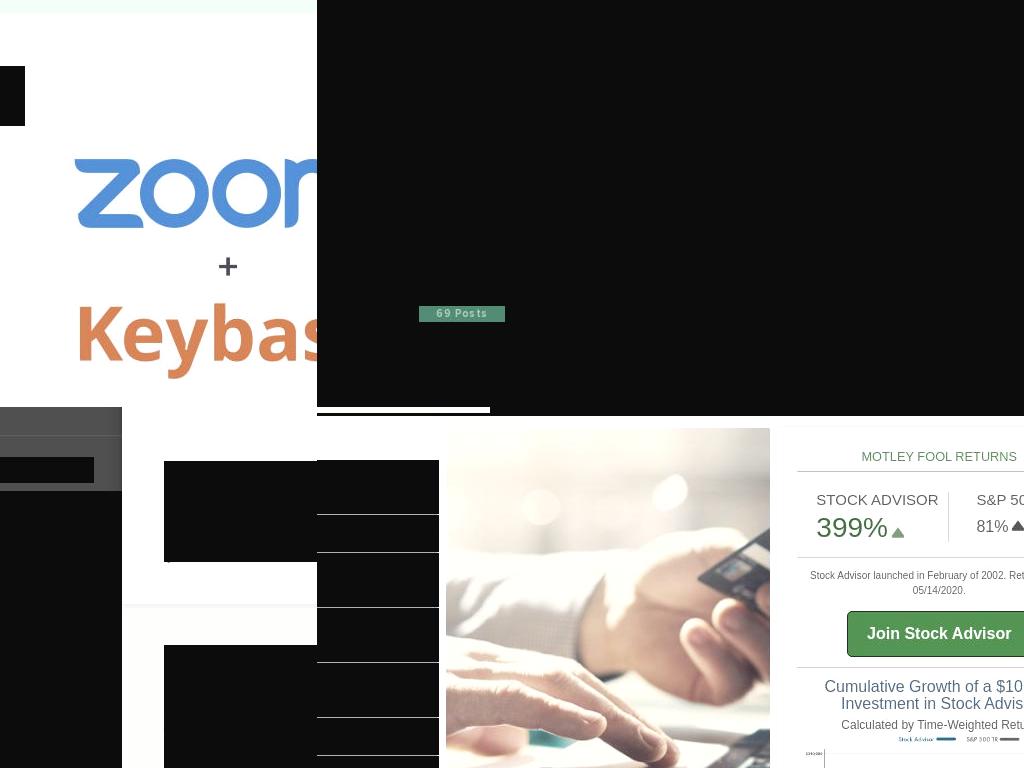 zoom
+
Keybas
69 Posts
MOTLEY FOOL RETURNS
STOCK ADVISOR
S&P 50
399%
81%
Stock Advisor launched in February of 2002. Ret
05/14/2020.
Join Stock Advisor
Cumulative Growth of a $10
Investment in Stock Advis
Calculated by Time-Weighted Retu
Stock Advisor
S&P 500 TR